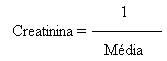 1
Creatinina =
Média